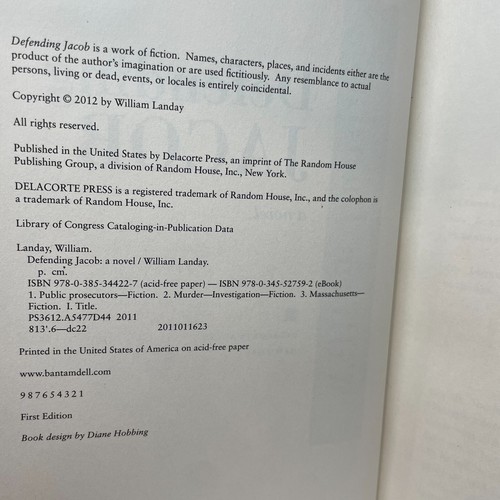 Defending Jacob is a work of fiction. Names, characters, places, and incidents either are the
product of the author's imagination or are used fictitiously. Any resemblance to actual
persons, living or dead, events, or locales is entirely coincidental.
Copyright © 2012 by William Landay
All rights reserved.
Published in the United States by Delacorte Press, an imprint of The Random House
Publishing Group, a division of Random House, Inc., New York.
DELACORTE PRESS is a registered trademark of Random House, Inc., and the colophon is
a trademark of Random House, Inc.
Library of Congress Cataloging-in-Publication Data
Landay, William.
Defending Jacob: a novel / William Landay.
p. cm.
ISBN 978-0-385-34422-7 (acid-free paper) — ISBN 978-0-345-52759-2 (eBook)
1. Public prosecutors—Fiction. 2. Murder—Investigation—Fiction. 3. Massachusetts—
Fiction. I. Title.
PS3612.A5477D44 2011
813'.6—dc22 2011011623
Printed in the United States of America on acid-free paper
www.bantamdell.com
9 8 7 6 5 4 3 2 1
First Edition
Book design by Diane Hobbing